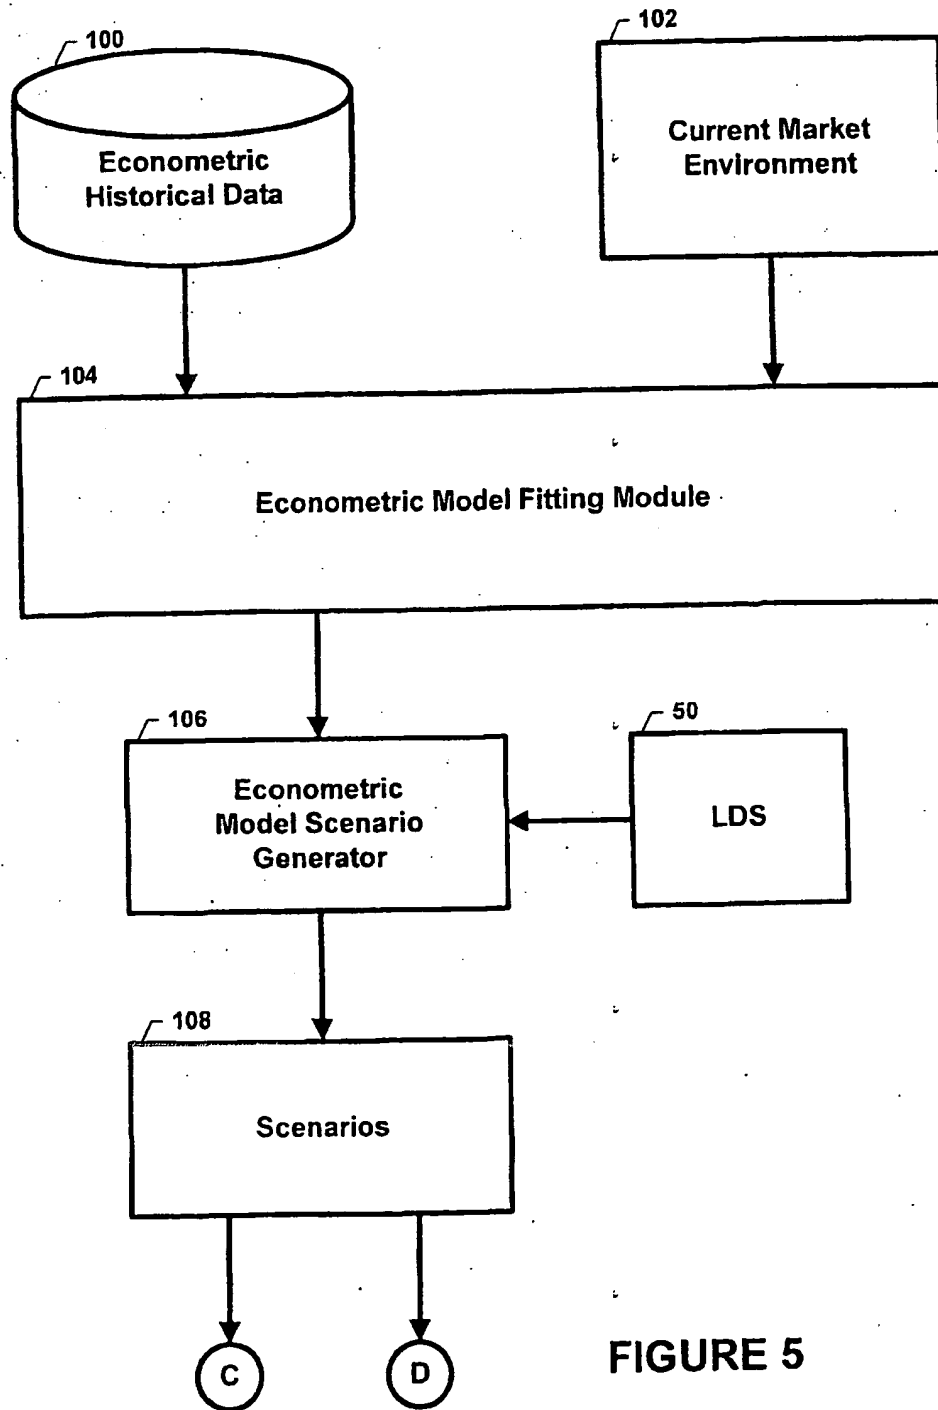 100
102
Econometric
Historical Data
Current Market
Environment
104
Econometric Model Fitting Module
106
50
Econometric
Model Scenario
Generator
LDS
108
Scenarios
C
D
FIGURE 5